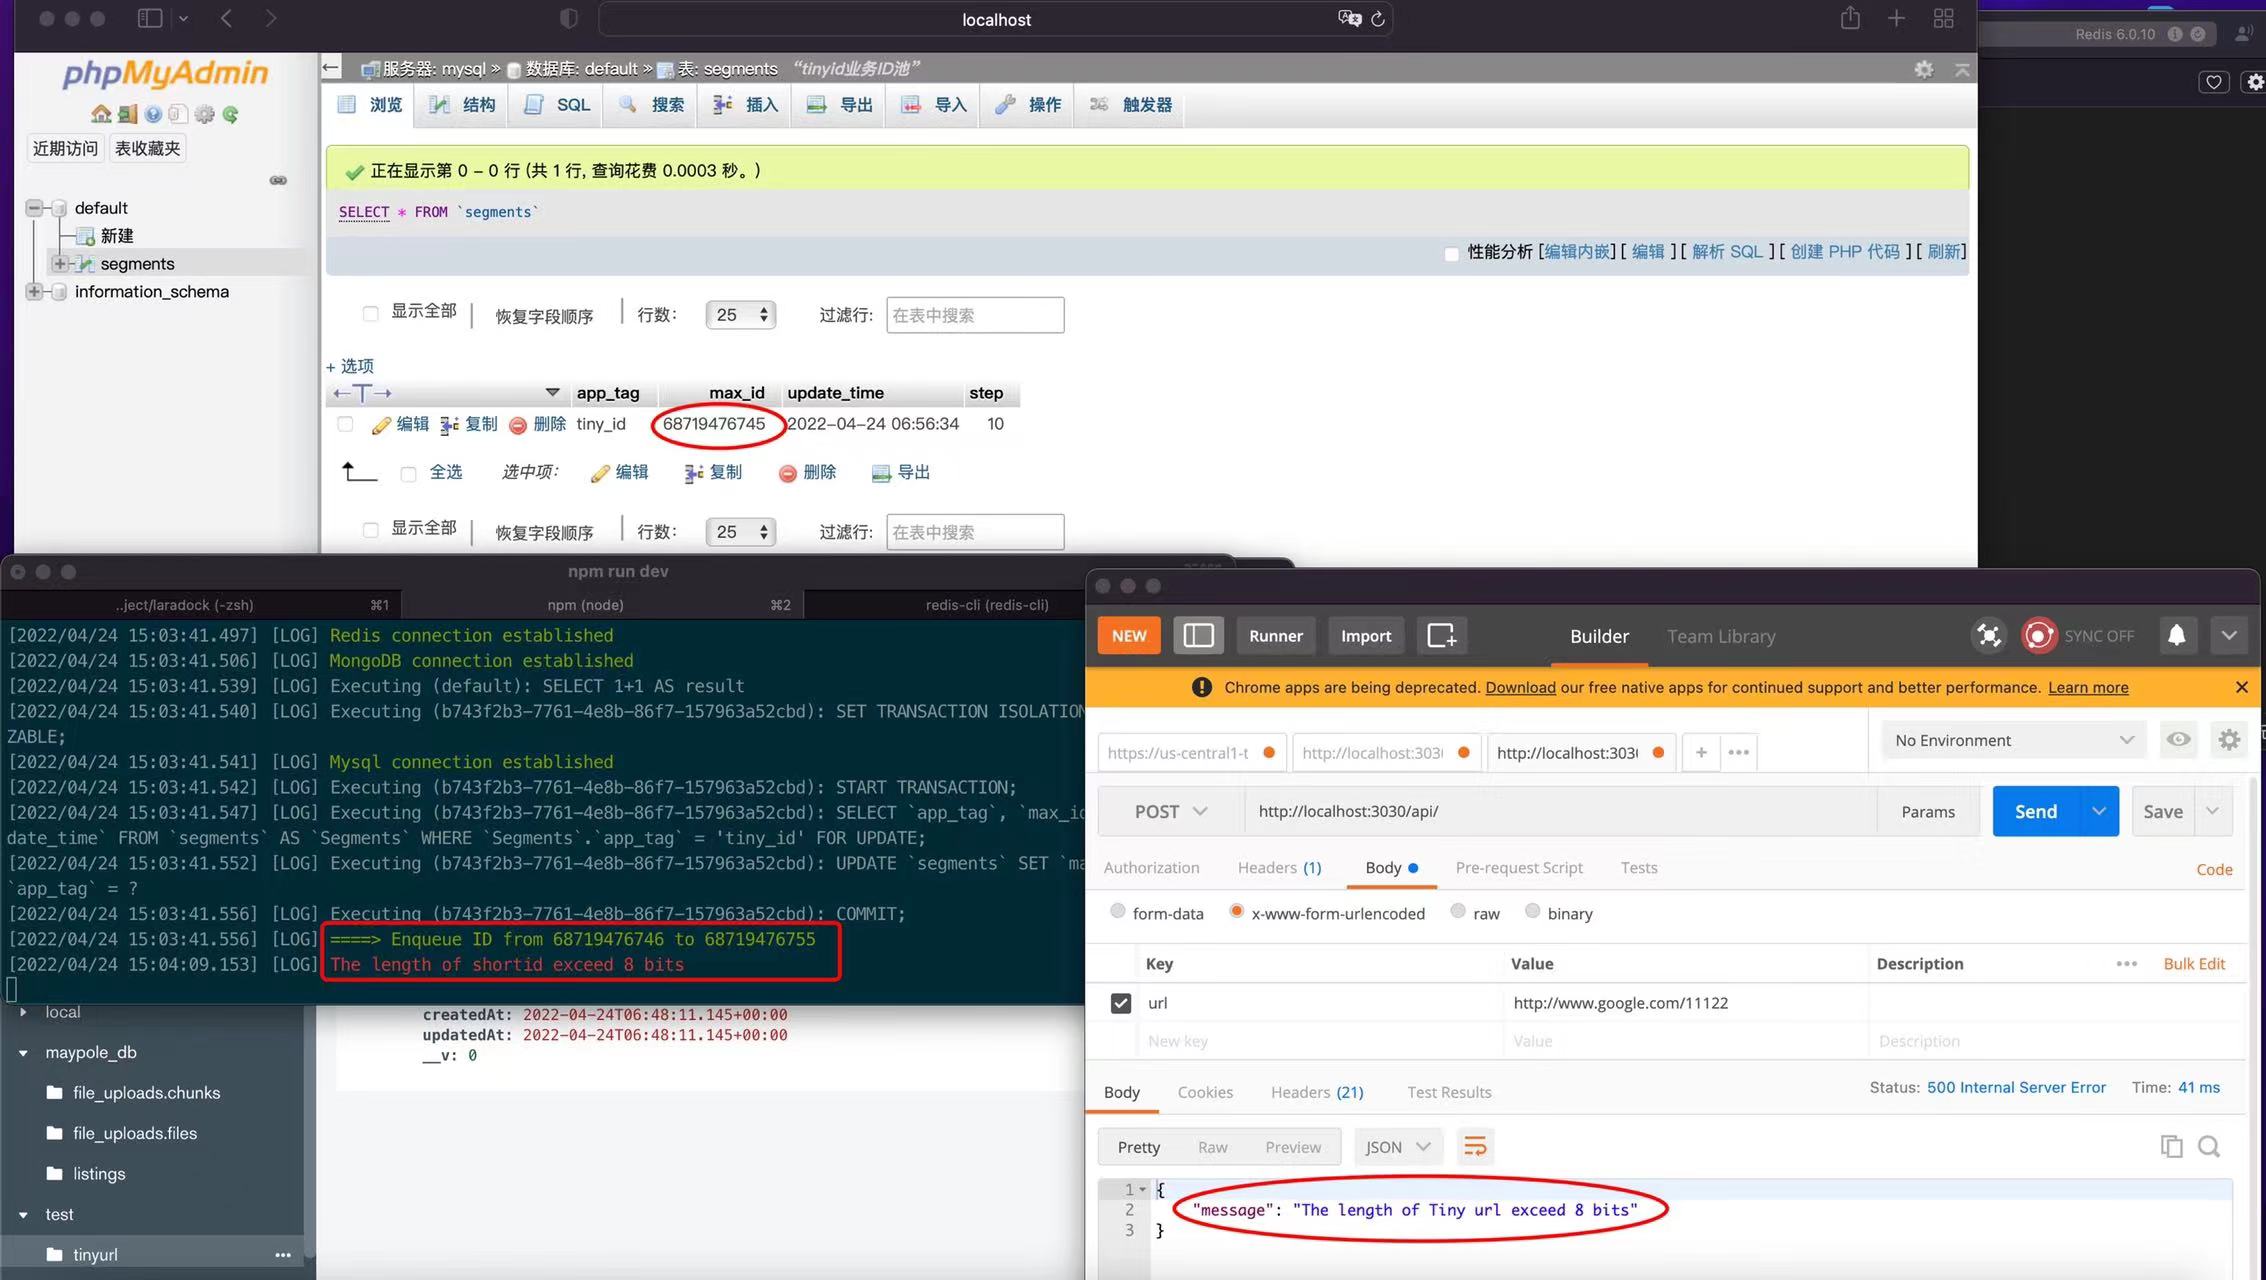 localhost
Redis 6.0.10
phpMyAdmin
近期访问 表收藏夹
default
新建
segments
information_schema
服务器: mysql » 数据库: default » 表: segments “tinyid业务ID池”
浏览 结构 SQL 搜索 插入 导出 导入 操作 触发器
正在显示第 0 - 0 行 (共 1 行, 查询花费 0.0003 秒。)
SELECT * FROM `segments`
性能分析 [编辑内嵌] [ 编辑 ] [ 解析 SQL ] [ 创建 PHP 代码 ] [ 刷新]
显示全部 | 恢复字段顺序 | 行数: 25 过滤行: 在表中搜索
+ 选项
←T→ app_tag max_id update_time step
编辑 复制 删除 tiny_id 68719476745 2022-04-24 06:56:34 10
全选 选中项: 编辑 复制 删除 导出
显示全部 | 恢复字段顺序 | 行数: 25 过滤行: 在表中搜索
npm run dev
..ject/laradock (-zsh) ⌘1 npm (node) ⌘2 redis-cli (redis-cli)
[2022/04/24 15:03:41.497] [LOG] Redis connection established
[2022/04/24 15:03:41.506] [LOG] MongoDB connection established
[2022/04/24 15:03:41.539] [LOG] Executing (default): SELECT 1+1 AS result
[2022/04/24 15:03:41.540] [LOG] Executing (b743f2b3-7761-4e8b-86f7-157963a52cbd): SET TRANSACTION ISOLATION
ZABLE;
[2022/04/24 15:03:41.541] [LOG] Mysql connection established
[2022/04/24 15:03:41.542] [LOG] Executing (b743f2b3-7761-4e8b-86f7-157963a52cbd): START TRANSACTION;
[2022/04/24 15:03:41.547] [LOG] Executing (b743f2b3-7761-4e8b-86f7-157963a52cbd): SELECT `app_tag`, `max_id
date_time` FROM `segments` AS `Segments` WHERE `Segments`.`app_tag` = 'tiny_id' FOR UPDATE;
[2022/04/24 15:03:41.552] [LOG] Executing (b743f2b3-7761-4e8b-86f7-157963a52cbd): UPDATE `segments` SET `ma
`app_tag` = ?
[2022/04/24 15:03:41.556] [LOG] Executing (b743f2b3-7761-4e8b-86f7-157963a52cbd): COMMIT;
[2022/04/24 15:03:41.556] [LOG] ====> Enqueue ID from 68719476746 to 68719476755
[2022/04/24 15:04:09.153] [LOG] The length of shortid exceed 8 bits
local
maypole_db
file_uploads.chunks
file_uploads.files
listings
test
tinyurl ...
createdAt: 2022-04-24T06:48:11.145+00:00
updatedAt: 2022-04-24T06:48:11.145+00:00
__v: 0
NEW Runner Import Builder Team Library SYNC OFF
Chrome apps are being deprecated. Download our free native apps for continued support and better performance. Learn more
https://us-central1-t http://localhost:303 http://localhost:303 + ••• No Environment
POST http://localhost:3030/api/ Params Send Save
Authorization Headers (1) Body Pre-request Script Tests Code
form-data x-www-form-urlencoded raw binary
Key Value Description ••• Bulk Edit
url http://www.google.com/11122
New key Value Description
Body Cookies Headers (21) Test Results Status: 500 Internal Server Error Time: 41 ms
Pretty Raw Preview JSON
1 {
2 "message": "The length of Tiny url exceed 8 bits"
3 }